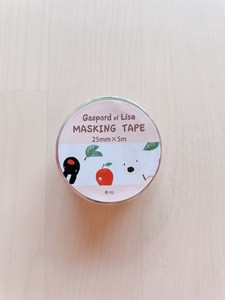 Gaspard et Lisa
MASKING TAPE
25mm×5m